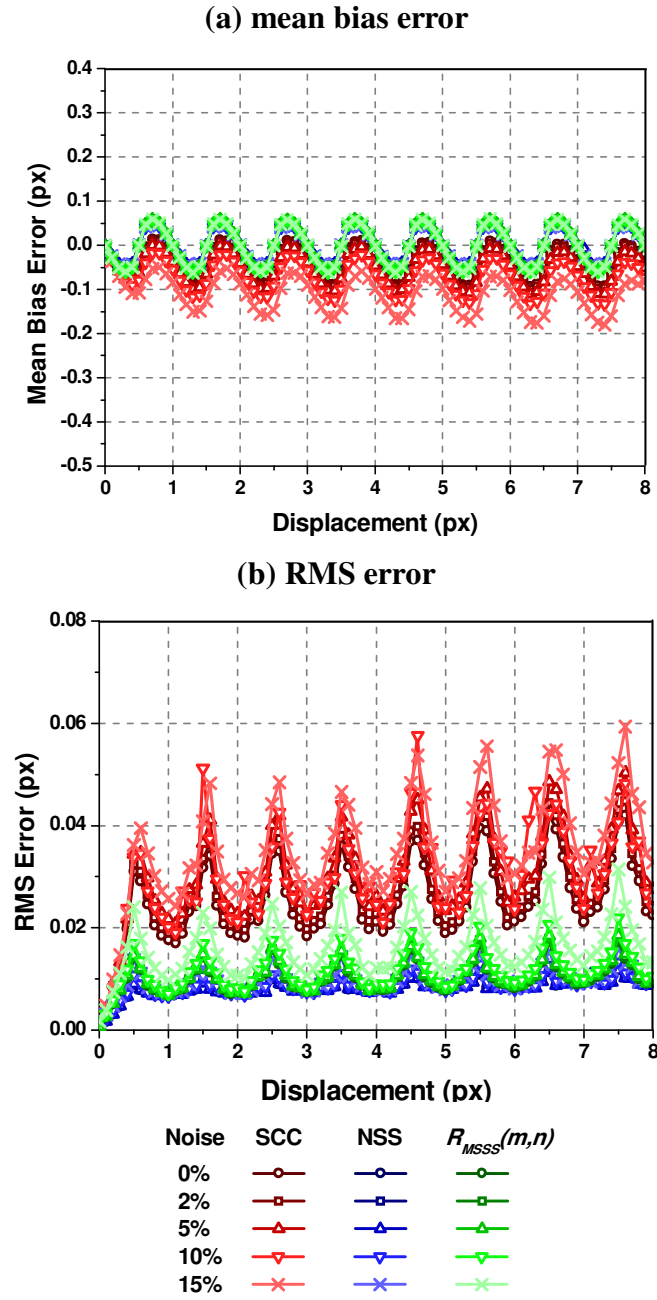 (a) mean bias error
0.4
0.3
0.2
0.1
0.0
-0.1
-0.2
-0.3
-0.4
-0.5
Mean Bias Error (px)
0 1 2 3 4 5 6 7 8
Displacement (px)
(b) RMS error
0.08
0.06
0.04
0.02
0.00
RMS Error (px)
0 1 2 3 4 5 6 7 8
Displacement (px)
Noise SCC NSS R_MSSS(m,n)
0%
2%
5%
10%
15%